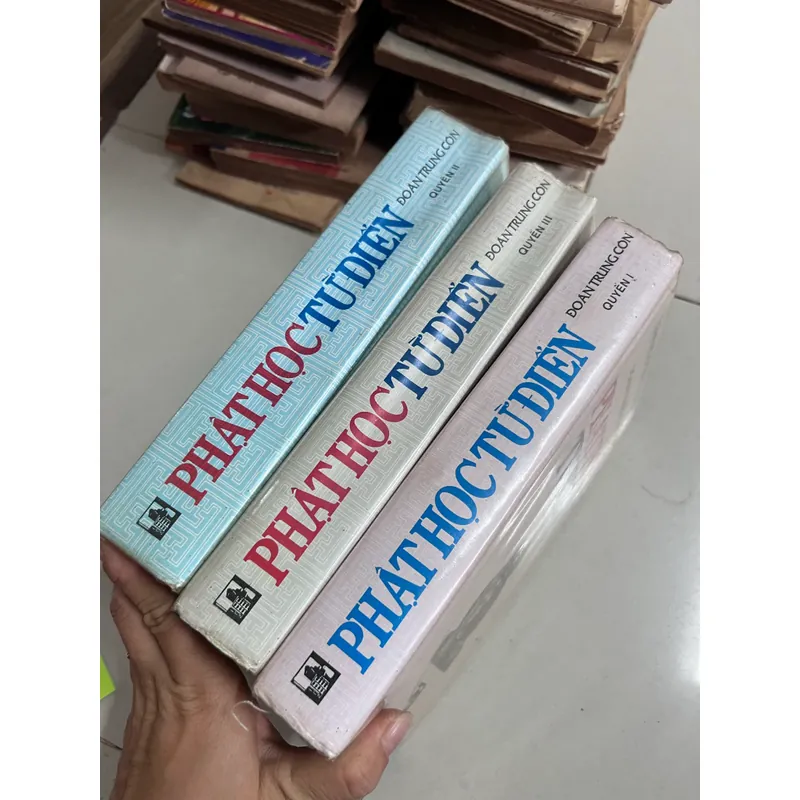 PHẬT HỌC TỪ ĐIỂN
ĐOÀN TRUNG CÒN
QUYỂN II
PHẬT HỌC TỪ ĐIỂN
ĐOÀN TRUNG CÒN
QUYỂN III
PHẬT HỌC TỪ ĐIỂN
ĐOÀN TRUNG CÒN
QUYỂN I